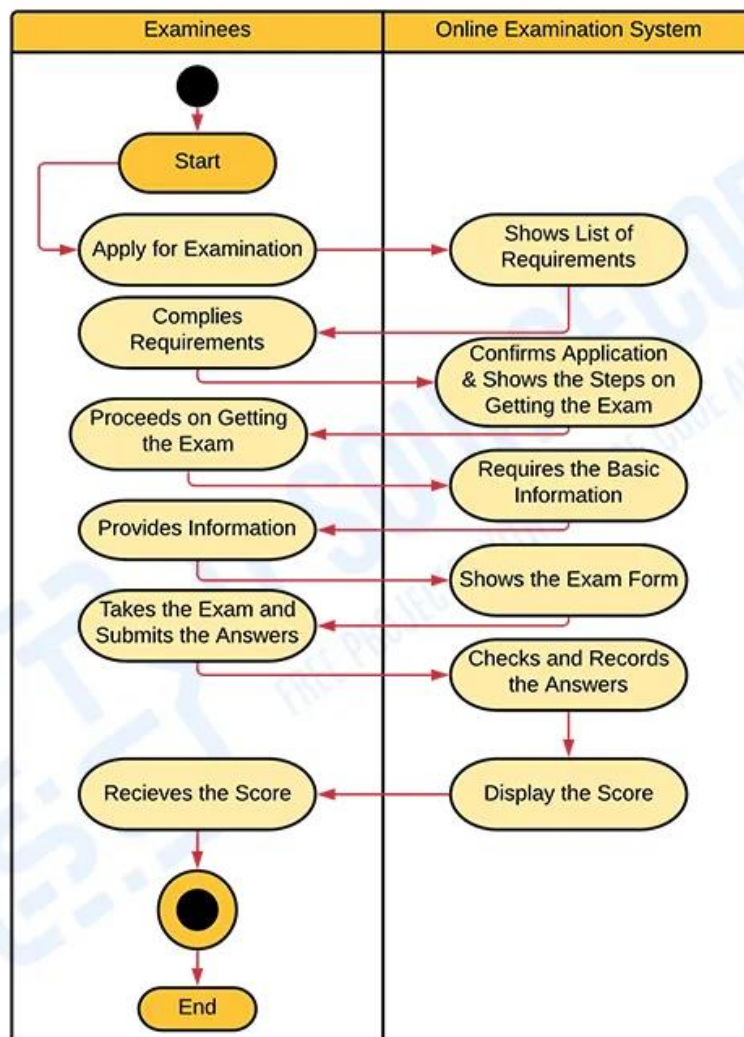 Examinees
Online Examination System
Start
Apply for Examination
Shows List of
Requirements
Complies
Requirements
Confirms Application
& Shows the Steps on
Getting the Exam
Proceeds on Getting
the Exam
Requires the Basic
Information
Provides Information
Shows the Exam Form
Takes the Exam and
Submits the Answers
Checks and Records
the Answers
Recieves the Score
Display the Score
End